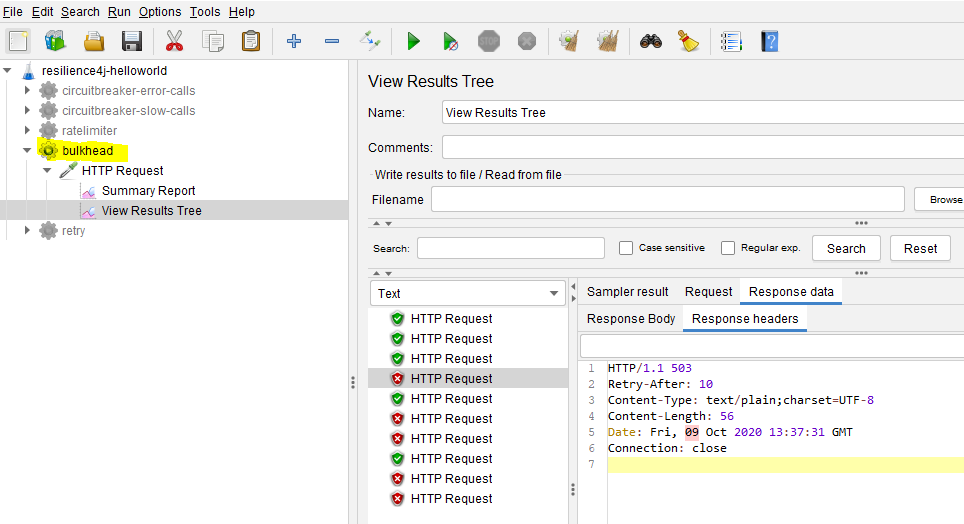 File Edit Search Run Options Tools Help
resilience4j-helloworld
circuitbreaker-error-calls
circuitbreaker-slow-calls
ratelimiter
bulkhead
HTTP Request
Summary Report
View Results Tree
retry
View Results Tree
Name: View Results Tree
Comments:
Write results to file / Read from file
Filename Browse
Search: Case sensitive Regular exp. Search Reset
Text
HTTP Request
HTTP Request
HTTP Request
HTTP Request
HTTP Request
HTTP Request
HTTP Request
HTTP Request
HTTP Request
HTTP Request
Sampler result Request Response data
Response Body Response headers
1 HTTP/1.1 503
2 Retry-After: 10
3 Content-Type: text/plain;charset=UTF-8
4 Content-Length: 56
5 Date: Fri, 09 Oct 2020 13:37:31 GMT
6 Connection: close
7